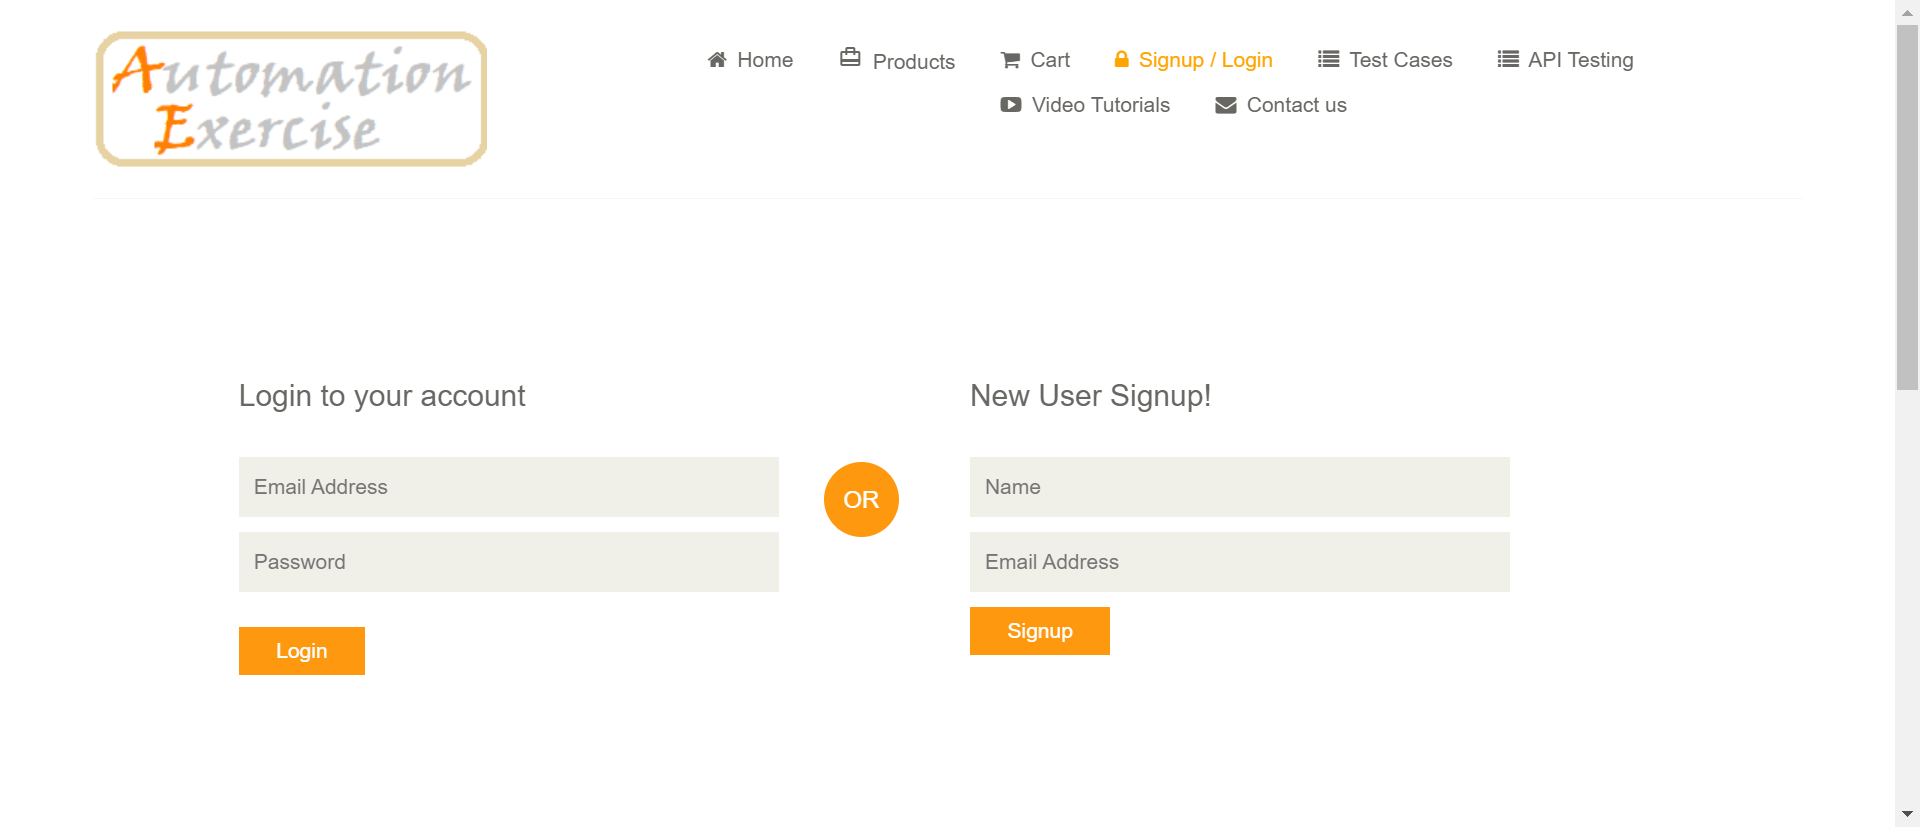 Automation
Exercise
Home Products Cart Signup / Login Test Cases API Testing
Video Tutorials Contact us
Login to your account
Email Address
Password
Login
OR
New User Signup!
Name
Email Address
Signup